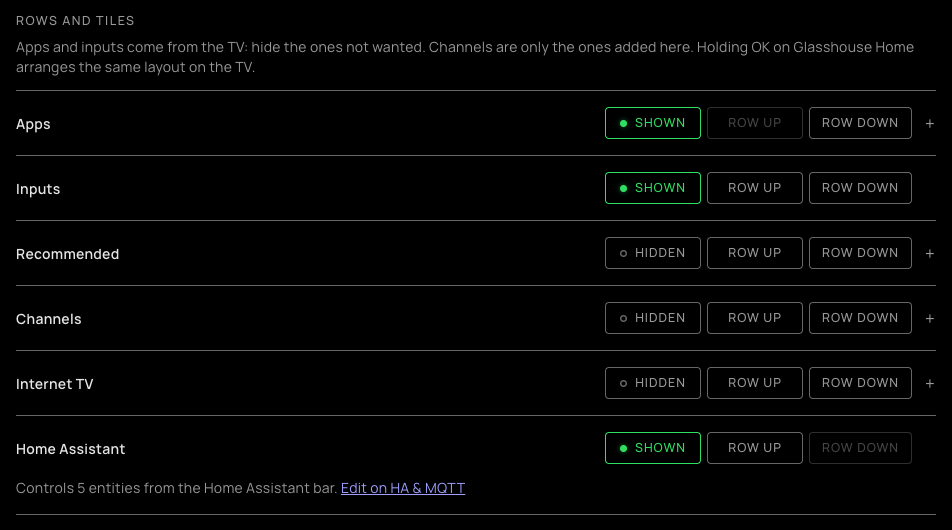 ROWS AND TILES
Apps and inputs come from the TV: hide the ones not wanted. Channels are only the ones added here. Holding OK on Glasshouse Home
arranges the same layout on the TV.
Apps SHOWN ROW UP ROW DOWN +
Inputs SHOWN ROW UP ROW DOWN
Recommended HIDDEN ROW UP ROW DOWN +
Channels HIDDEN ROW UP ROW DOWN +
Internet TV HIDDEN ROW UP ROW DOWN +
Home Assistant SHOWN ROW UP ROW DOWN
Controls 5 entities from the Home Assistant bar. Edit on HA & MQTT